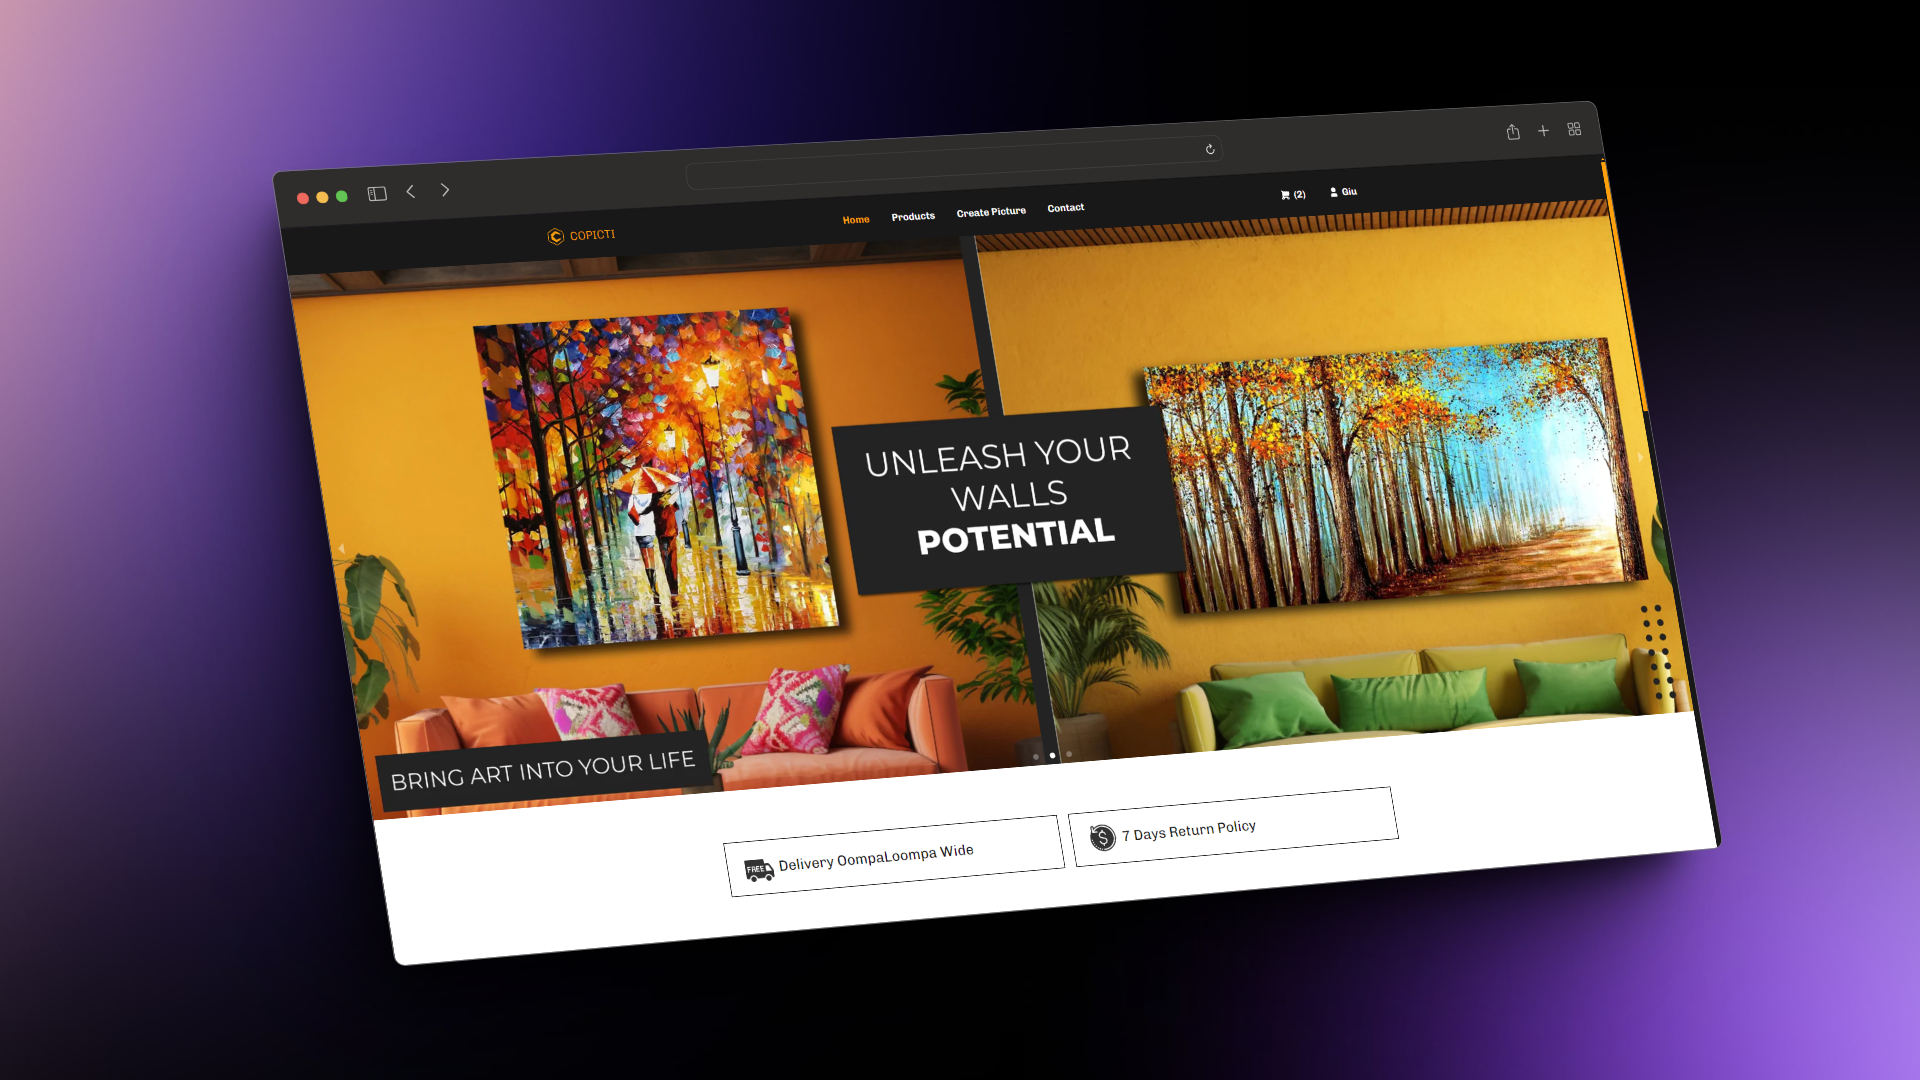 COPICTI
Home Products Create Picture Contact
(2) Giu
UNLEASH YOUR
WALLS
POTENTIAL
BRING ART INTO YOUR LIFE
FREE Delivery OompaLoompa Wide
$ 7 Days Return Policy